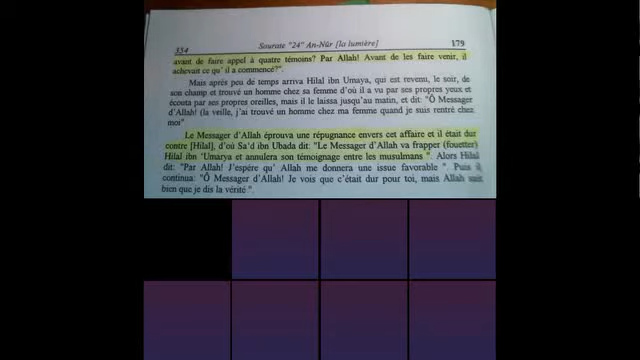 354 Sourate "24" An-Nûr [la lumière] 179
avant de faire appel à quatre témoins? Par Allah! Avant de les faire venir, il
achevait ce qu' il a commencé?".
Mais après peu de temps arriva Hilal ibn Umaya, qui est revenu, le soir, de
son champ et trouvé un homme chez sa femme d'où il a vu par ses propres yeux et
écouta par ses propres oreilles, mais il le laissa jusqu'au matin, et dit: "Ô Messager
d'Allah! (la veille, j'ai trouvé un homme chez ma femme quand je suis rentré chez
moi"
Le Messager d'Allah éprouva une répugnance envers cet affaire et il était dur
contre [Hilal], d'où Sa'd ibn Ubada dit: "Le Messager d'Allah va frapper (fouetter)
Hilal ibn 'Umarya et annulera son témoignage entre les musulmans ". Alors Hilal
dit: "Par Allah! J'espère qu' Allah me donnera une issue favorable ". Puis il
continua: "Ô Messager d'Allah! Je vois que c'était dur pour toi, mais Allah sait
bien que je dis la vérité ".